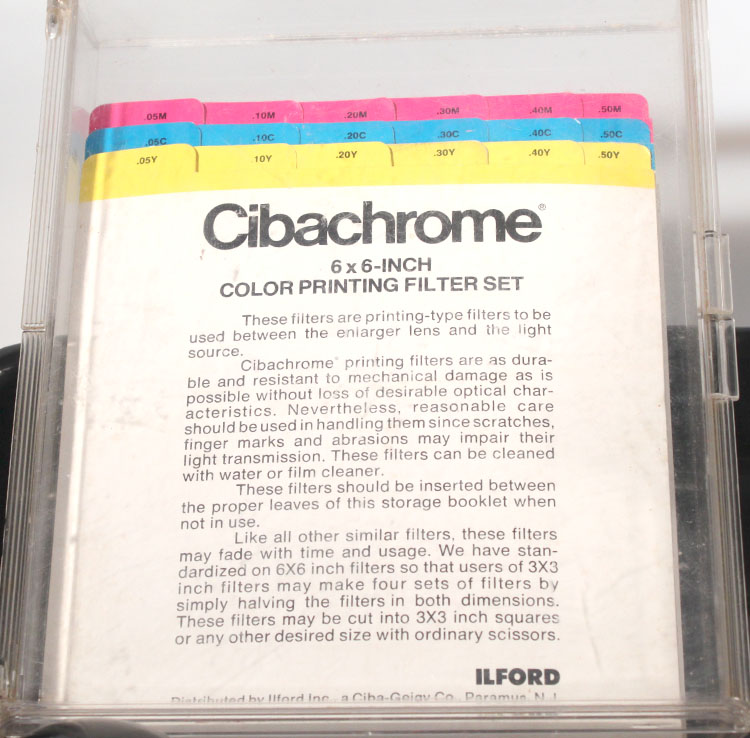 .05M .10M .20M .30M .40M .50M
.05C .10C .20C .30C .40C .50C
.05Y 10Y .20Y .30Y .40Y .50Y
Cibachrome®
6 x 6-INCH
COLOR PRINTING FILTER SET
These filters are printing-type filters to be
used between the enlarger lens and the light
source.
Cibachrome® printing filters are as dura-
ble and resistant to mechanical damage as is
possible without loss of desirable optical char-
acteristics. Nevertheless, reasonable care
should be used in handling them since scratches,
finger marks and abrasions may impair their
light transmission. These filters can be cleaned
with water or film cleaner.
These filters should be inserted between
the proper leaves of this storage booklet when
not in use.
Like all other similar filters, these filters
may fade with time and usage. We have stan-
dardized on 6X6 inch filters so that users of 3X3
inch filters may make four sets of filters by
simply halving the filters in both dimensions.
These filters may be cut into 3X3 inch squares
or any other desired size with ordinary scissors.
ILFORD
Distributed by Ilford Inc., a Ciba-Geigy Co., Paramus, N.J.